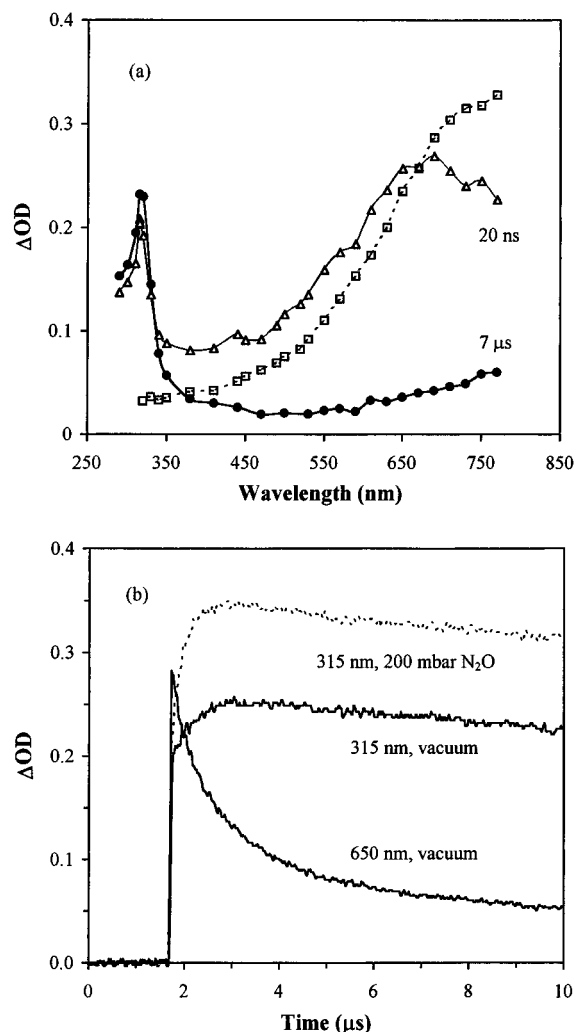 0.4
(a)
0.3
ΔOD
0.2
20 ns
0.1
7 μs
0
250 350 450 550 650 750 850
Wavelength (nm)
0.4
(b)
0.3
315 nm, 200 mbar N₂O
ΔOD
0.2
315 nm, vacuum
0.1
650 nm, vacuum
0.0
0 2 4 6 8 10
Time (μs)